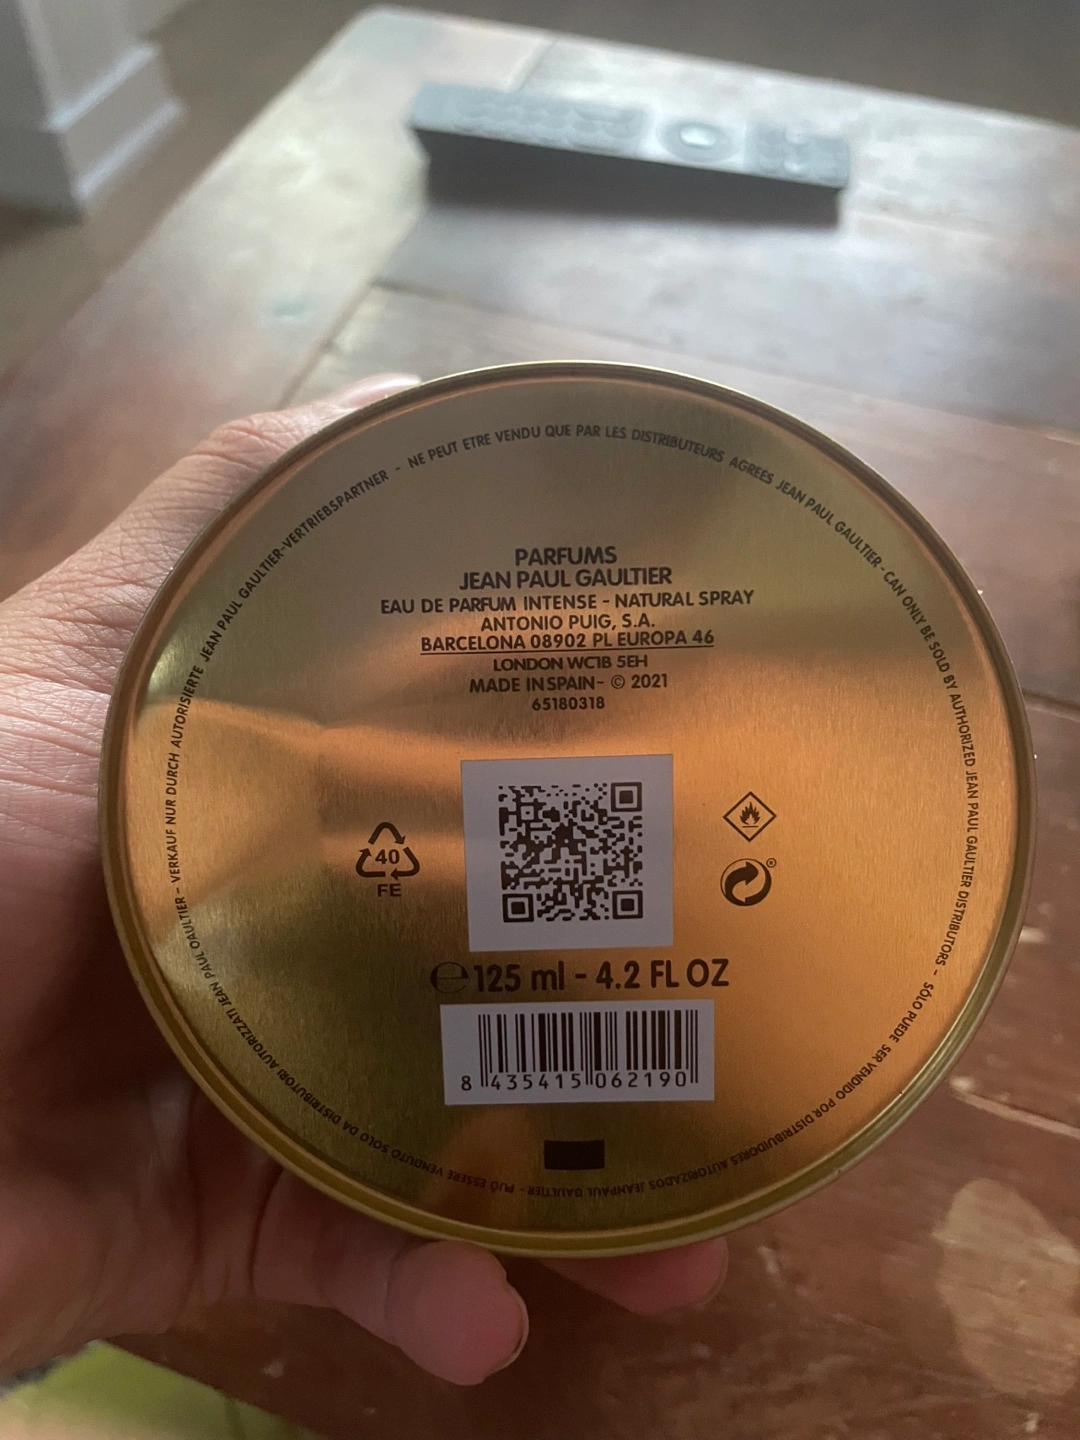 NE PEUT ETRE VENDU QUE PAR LES DISTRIBUTEURS AGREES JEAN PAUL GAULTIER - CAN ONLY BE SOLD BY AUTHORIZED JEAN PAUL GAULTIER DISTRIBUTORS - SÓLO PUEDE SER VENDIDO POR DISTRIBUIDORES AUTORIZADOS JEAN PAUL GAULTIER - PUÓ ESSERE VENDUTO SOLO DA DISTRIBUTORI AUTORIZZATI JEAN PAUL GAULTIER - VERKAUF NUR DURCH AUTORISIERTE JEAN PAUL GAULTIER-VERTRIEBSPARTNER -
PARFUMS
JEAN PAUL GAULTIER
EAU DE PARFUM INTENSE - NATURAL SPRAY
ANTONIO PUIG, S.A.
BARCELONA 08902 PL EUROPA 46
LONDON WC1B 5EH
MADE IN SPAIN - © 2021
65180318
40
FE
℮ 125 ml - 4.2 FL OZ
8 435415 062190